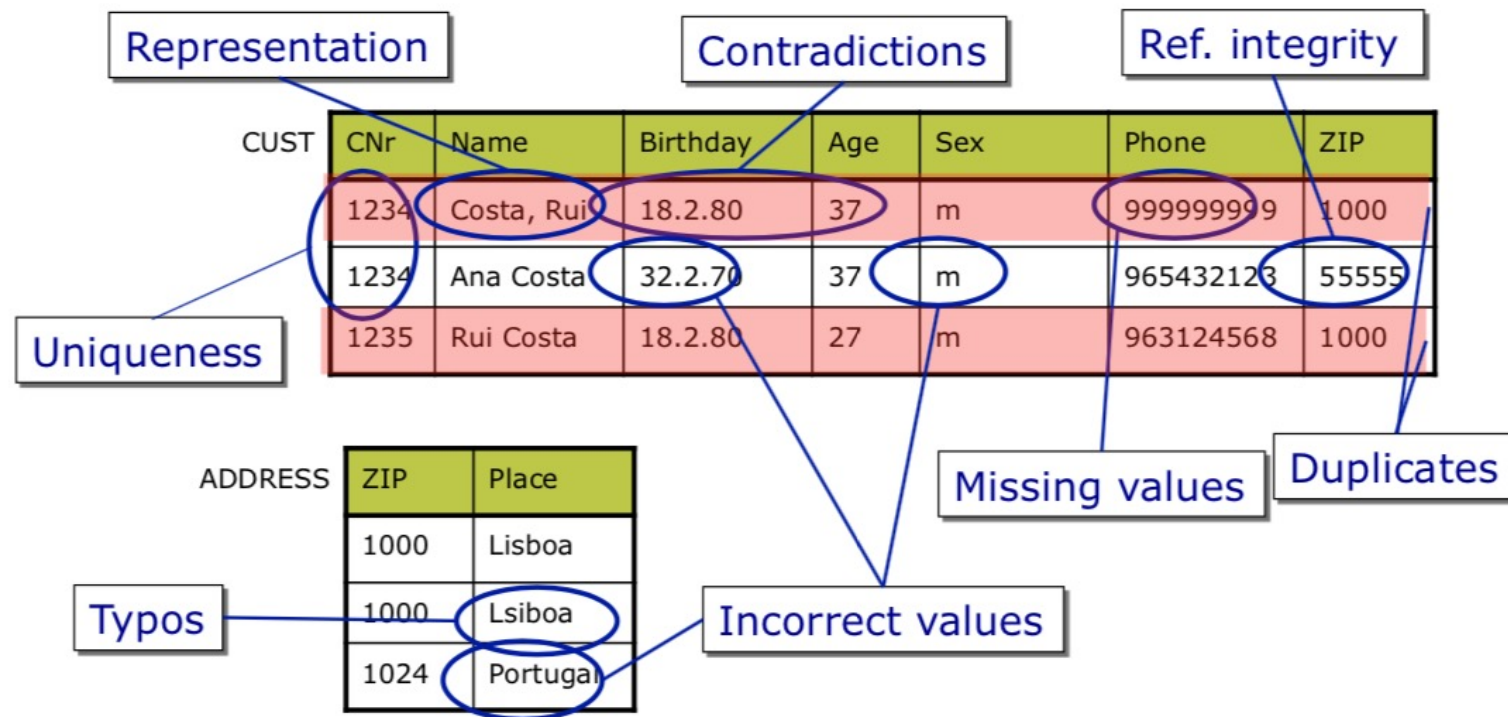 Representation Contradictions Ref. integrity
CUST CNr Name Birthday Age Sex Phone ZIP
1234 Costa, Rui 18.2.80 37 m 999999999 1000
1234 Ana Costa 32.2.70 37 m 965432123 55555
Uniqueness
1235 Rui Costa 18.2.80 27 m 963124568 1000
Missing values Duplicates
ADDRESS ZIP Place
1000 Lisboa
Typos 1000 Lsiboa Incorrect values
1024 Portugal